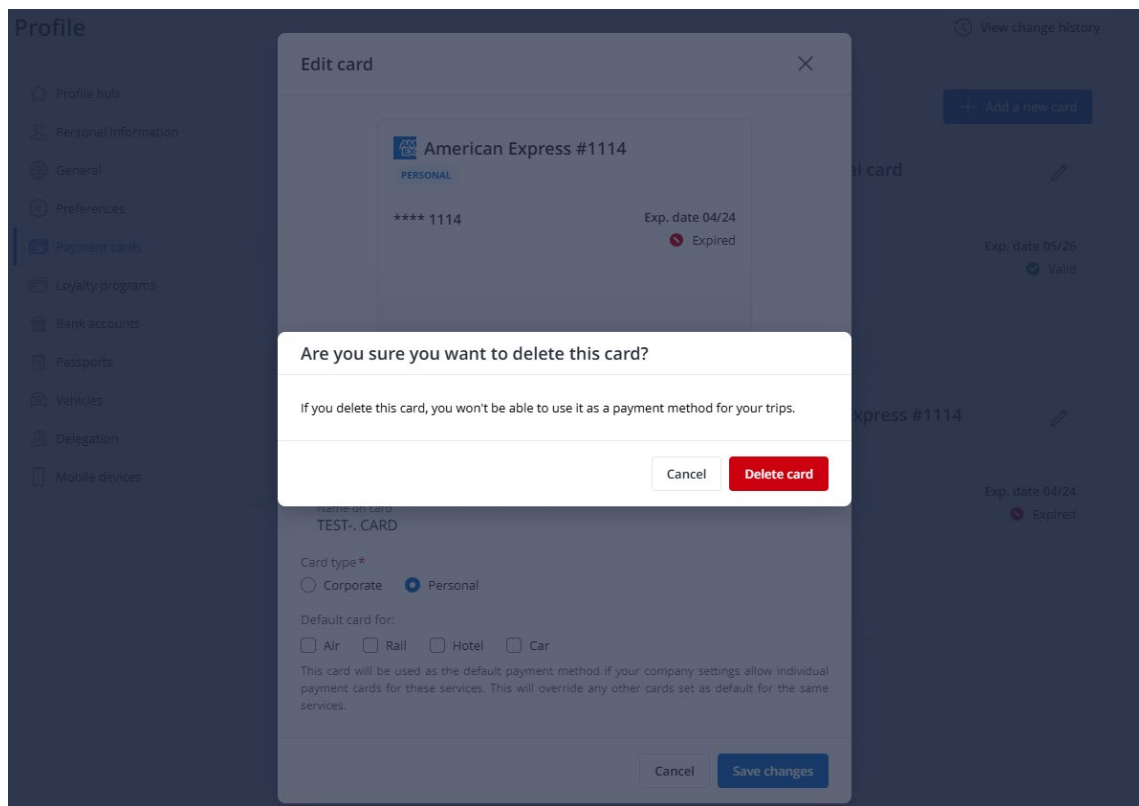 Profile
View change history
Profile hub
Personal information
General
Preferences
Payment cards
Loyalty programs
Bank accounts
Passports
Vehicles
Delegation
Mobile devices
+ Add a new card
al card
Exp. date 05/26
Valid
xpress #1114
Exp. date 04/24
Expired
Edit card
AM
EX
American Express #1114
PERSONAL
**** 1114
Exp. date 04/24
Expired
Are you sure you want to delete this card?
If you delete this card, you won't be able to use it as a payment method for your trips.
Cancel
Delete card
Name on card
TEST-. CARD
Card type*
Corporate
Personal
Default card for:
Air
Rail
Hotel
Car
This card will be used as the default payment method if your company settings allow individual
payment cards for these services. This will override any other cards set as default for the same
services.
Cancel
Save changes